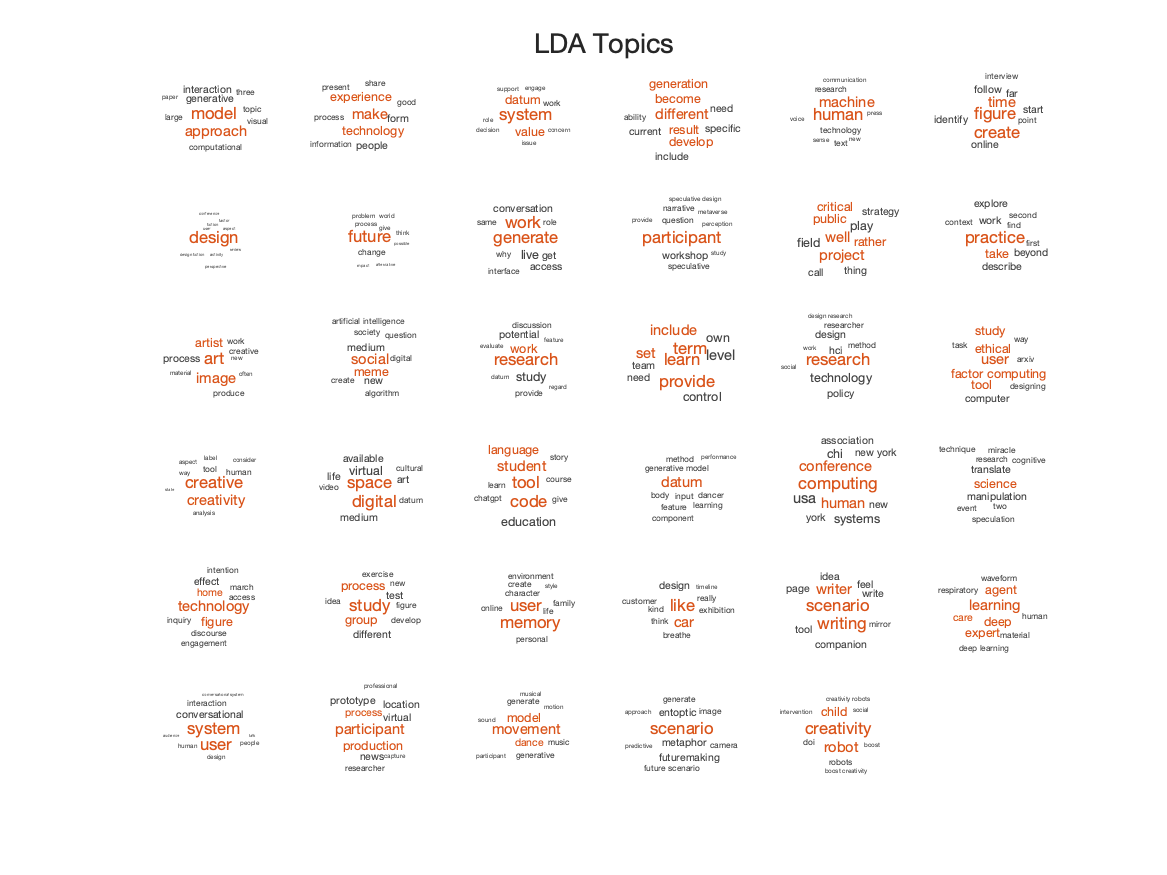 LDA Topics
interaction three
paper generative
large model topic
visual
approach
computational
present share
experience good
process make form
technology
information people
support engage
datum work
role system
decision value concern
issue
generation
become
ability different need
current result specific
develop
include
communication
research
machine
voice human press
technology
sense text new
interview
follow far
time
identify figure start
point
create
online
conference
factor
aspect
design
activity
perspective
problem world
process give
future think
possible
change
impact alternative
conversation
same work role
generate
why live get
interface access
speculative design
narrative metaverse
provide question perception
participant
workshop study
speculative
critical strategy
public play
field well rather
project
call thing
explore
context work second
find
practice first
take beyond
describe
artist work
creative
process art new
material image often
produce
artificial intelligence
society question
medium
social digital
meme
create new
algorithm
discussion
potential feature
evaluate work
research
datum study
regard
provide
include own
term
set learn level
team
need provide
control
design research
researcher
design
work hci method
social research
technology
policy
study
way
task ethical
user arxiv
factor computing
tool designing
computer
label
aspect consider
way tool human
creative
state
creativity
analysis
available
virtual cultural
life art
video space
digital datum
medium
language
story
student
learn tool course
chatgpt code give
education
method performance
generative model
datum
body input dancer
feature learning
component
association
chi new york
conference
computing
usa human new
york systems
technique miracle
research cognitive
translate
science
manipulation
event two
speculation
intention
effect
home march
access
technology
inquiry figure
discourse
engagement
exercise
process new
test
idea study figure
group develop
different
environment
create style
character
online user family
life
memory
personal
design timeline
customer really
kind like exhibition
think car
breathe
idea
page writer feel
write
scenario
tool writing mirror
companion
waveform
respiratory agent
learning
care deep human
expert material
deep learning
conversational system
interaction
conversational
system
science talk
human user people
design
professional
prototype location
process virtual
participant
production
news capture
researcher
musical
generate motion
sound model
movement
dance music
participant generative
generate
approach entoptic image
scenario
predictive metaphor camera
futuremaking
future scenario
creativity robots
intervention child social
creativity
doi robot boost
robots
boost creativity